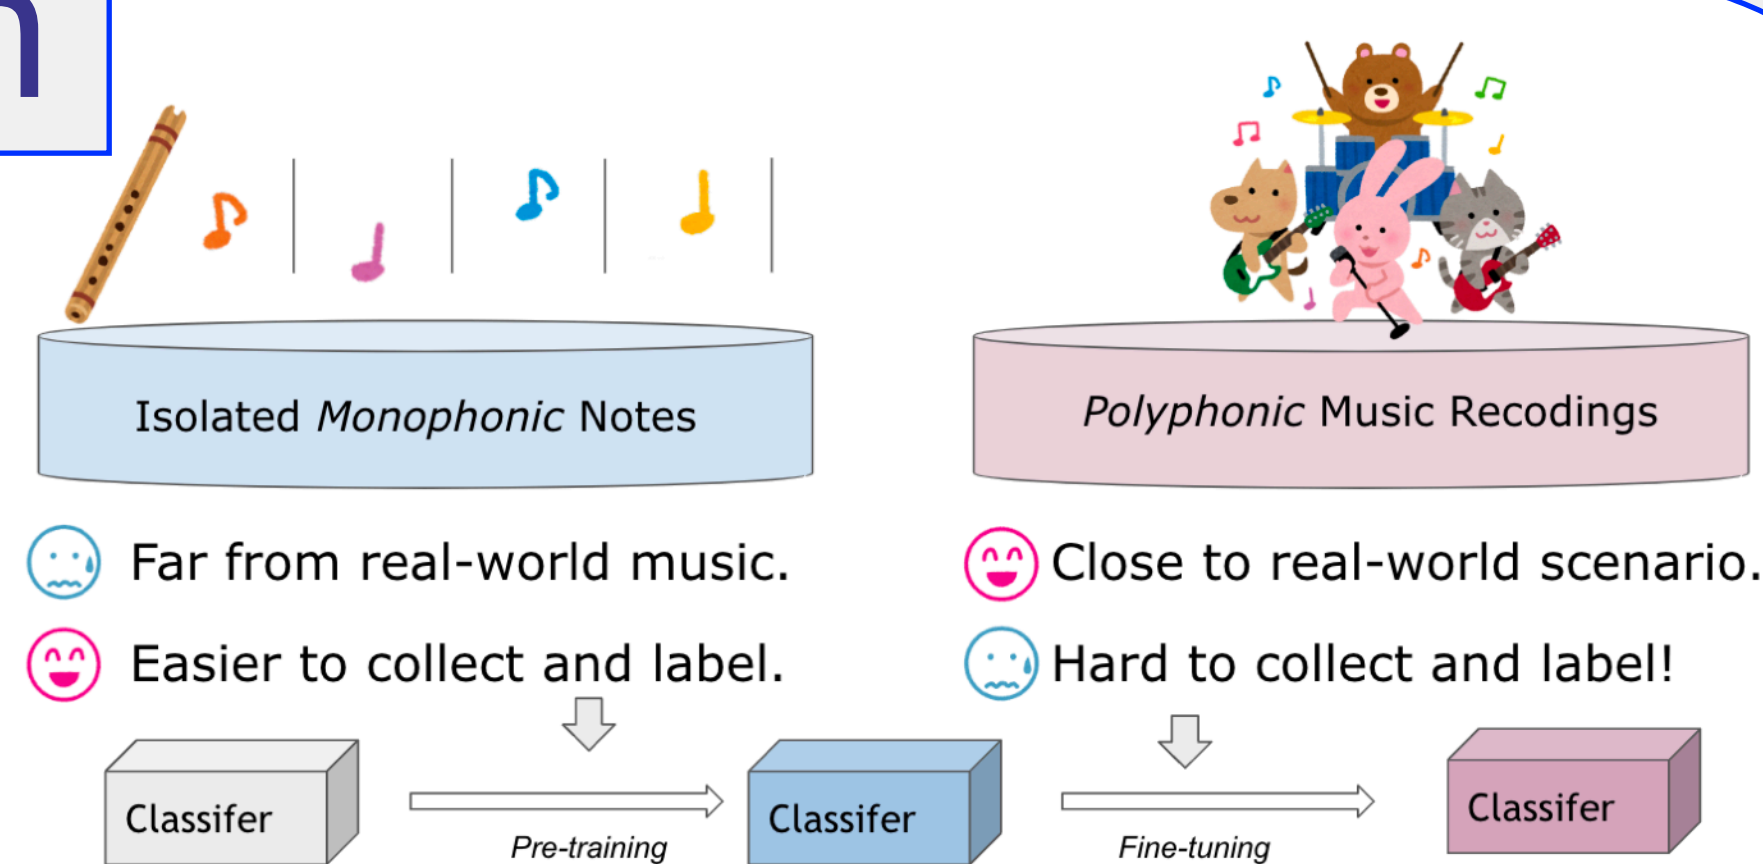 Isolated Monophonic Notes
Polyphonic Music Recodings
Far from real-world music.
Close to real-world scenario.
Easier to collect and label.
Hard to collect and label!
Classifer
Pre-training
Classifer
Fine-tuning
Classifer